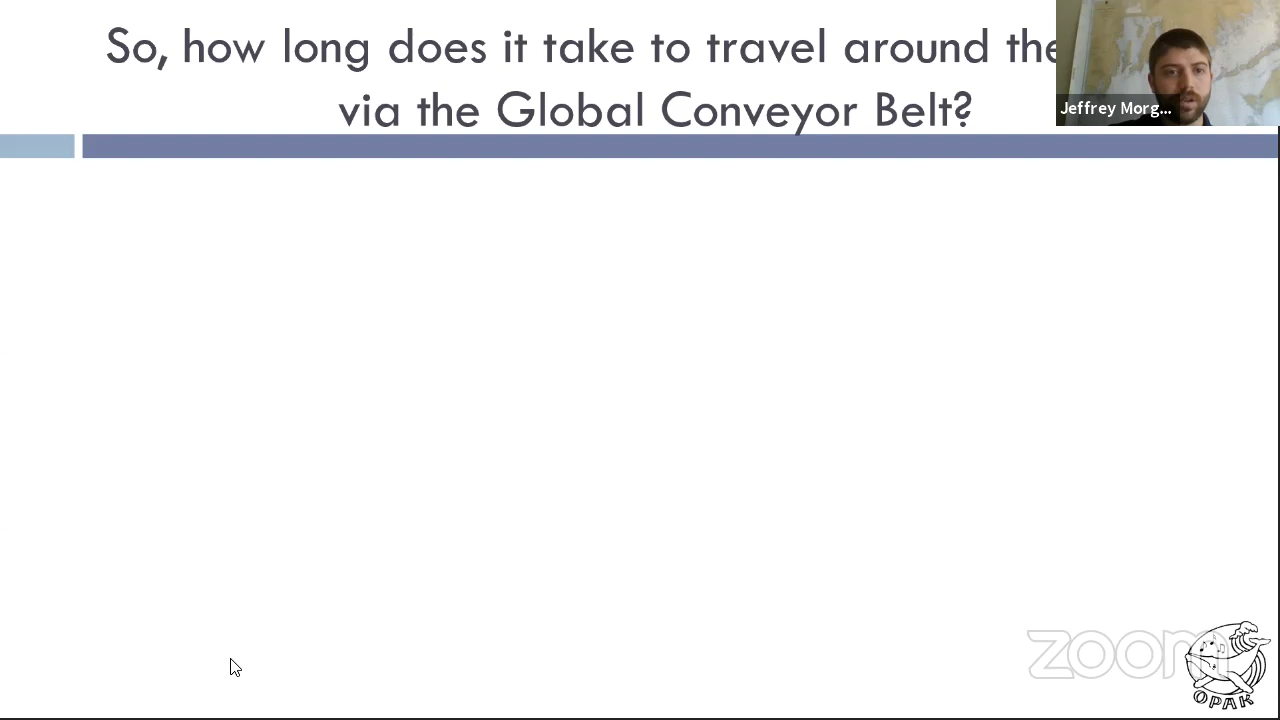 So, how long does it take to travel around the
via the Global Conveyor Belt?
Jeffrey Morg...
zoom
OPAK